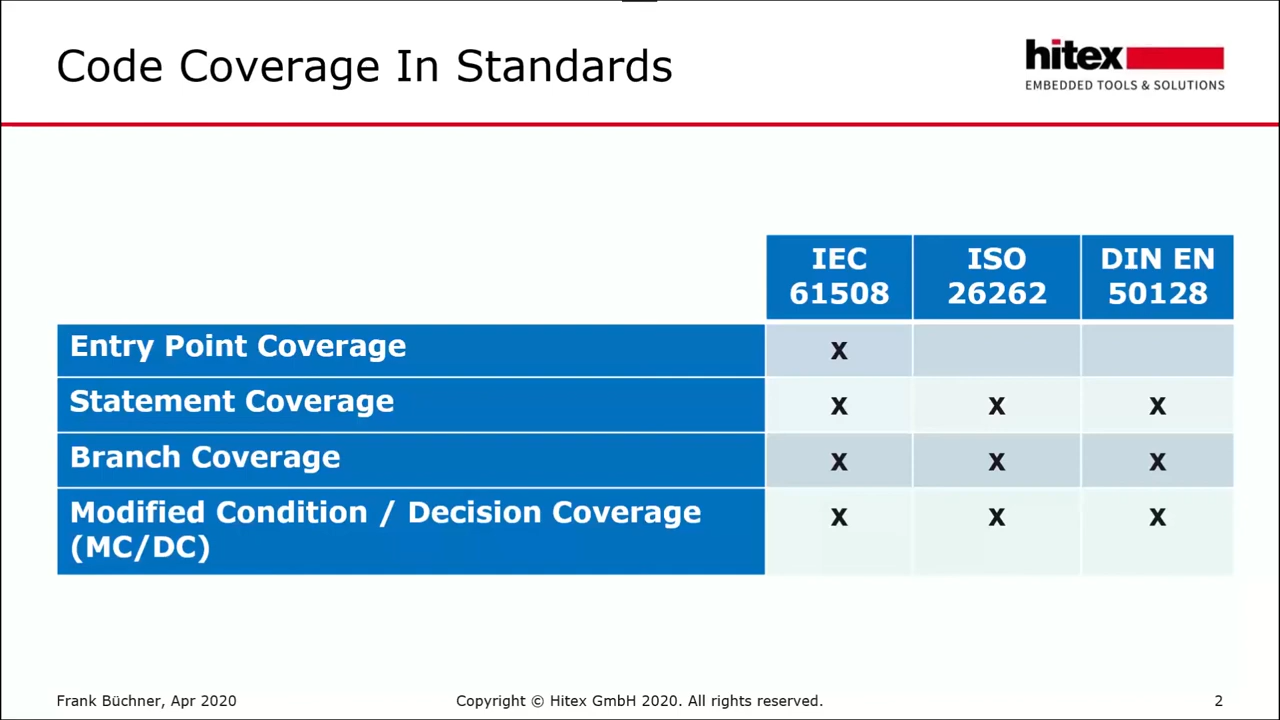 Code Coverage In Standards
hitex
EMBEDDED TOOLS & SOLUTIONS
IEC 61508
ISO 26262
DIN EN 50128
Entry Point Coverage
x
Statement Coverage
x x x
Branch Coverage
x x x
Modified Condition / Decision Coverage
(MC/DC)
x x x
Frank Büchner, Apr 2020
Copyright © Hitex GmbH 2020. All rights reserved.
2